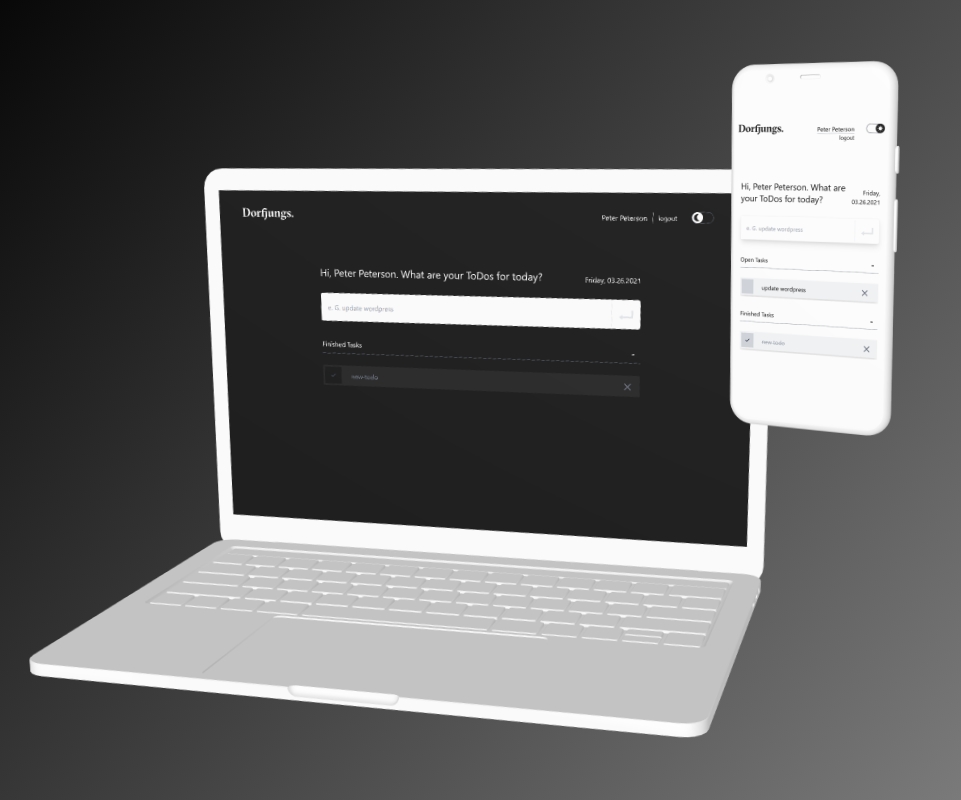 Dorfjungs.
Peter Peterson | logout
Hi, Peter Peterson. What are your ToDos for today?
Friday, 03.26.2021
e. G. update wordpress
Finished Tasks
new todo
Dorfjungs.
Peter Peterson
logout
Hi, Peter Peterson. What are
your ToDos for today?
Friday,
03.26.2021
e. G. update wordpress
Open Tasks
update wordpress
Finished Tasks
new todo